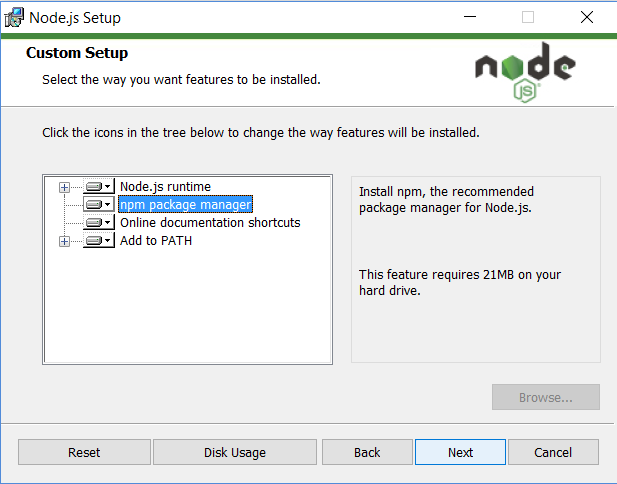 Node.js Setup
Custom Setup
Select the way you want features to be installed.
node
JS
Click the icons in the tree below to change the way features will be installed.
Node.js runtime
npm package manager
Online documentation shortcuts
Add to PATH
Install npm, the recommended
package manager for Node.js.
This feature requires 21MB on your
hard drive.
Browse...
Reset
Disk Usage
Back
Next
Cancel